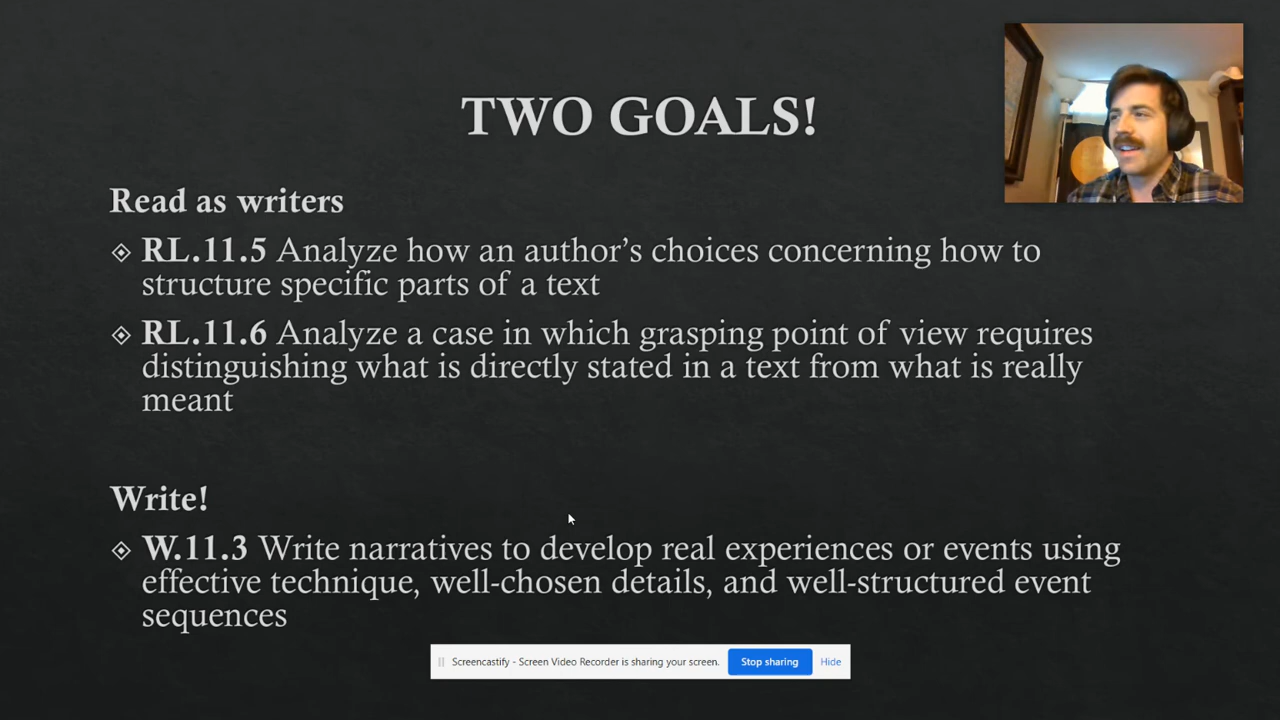 TWO GOALS!
Read as writers
RL.11.5 Analyze how an author's choices concerning how to
structure specific parts of a text
RL.11.6 Analyze a case in which grasping point of view requires
distinguishing what is directly stated in a text from what is really
meant
Write!
W.11.3 Write narratives to develop real experiences or events using
effective technique, well-chosen details, and well-structured event
sequences
Screencastify - Screen Video Recorder is sharing your screen. Stop sharing Hide